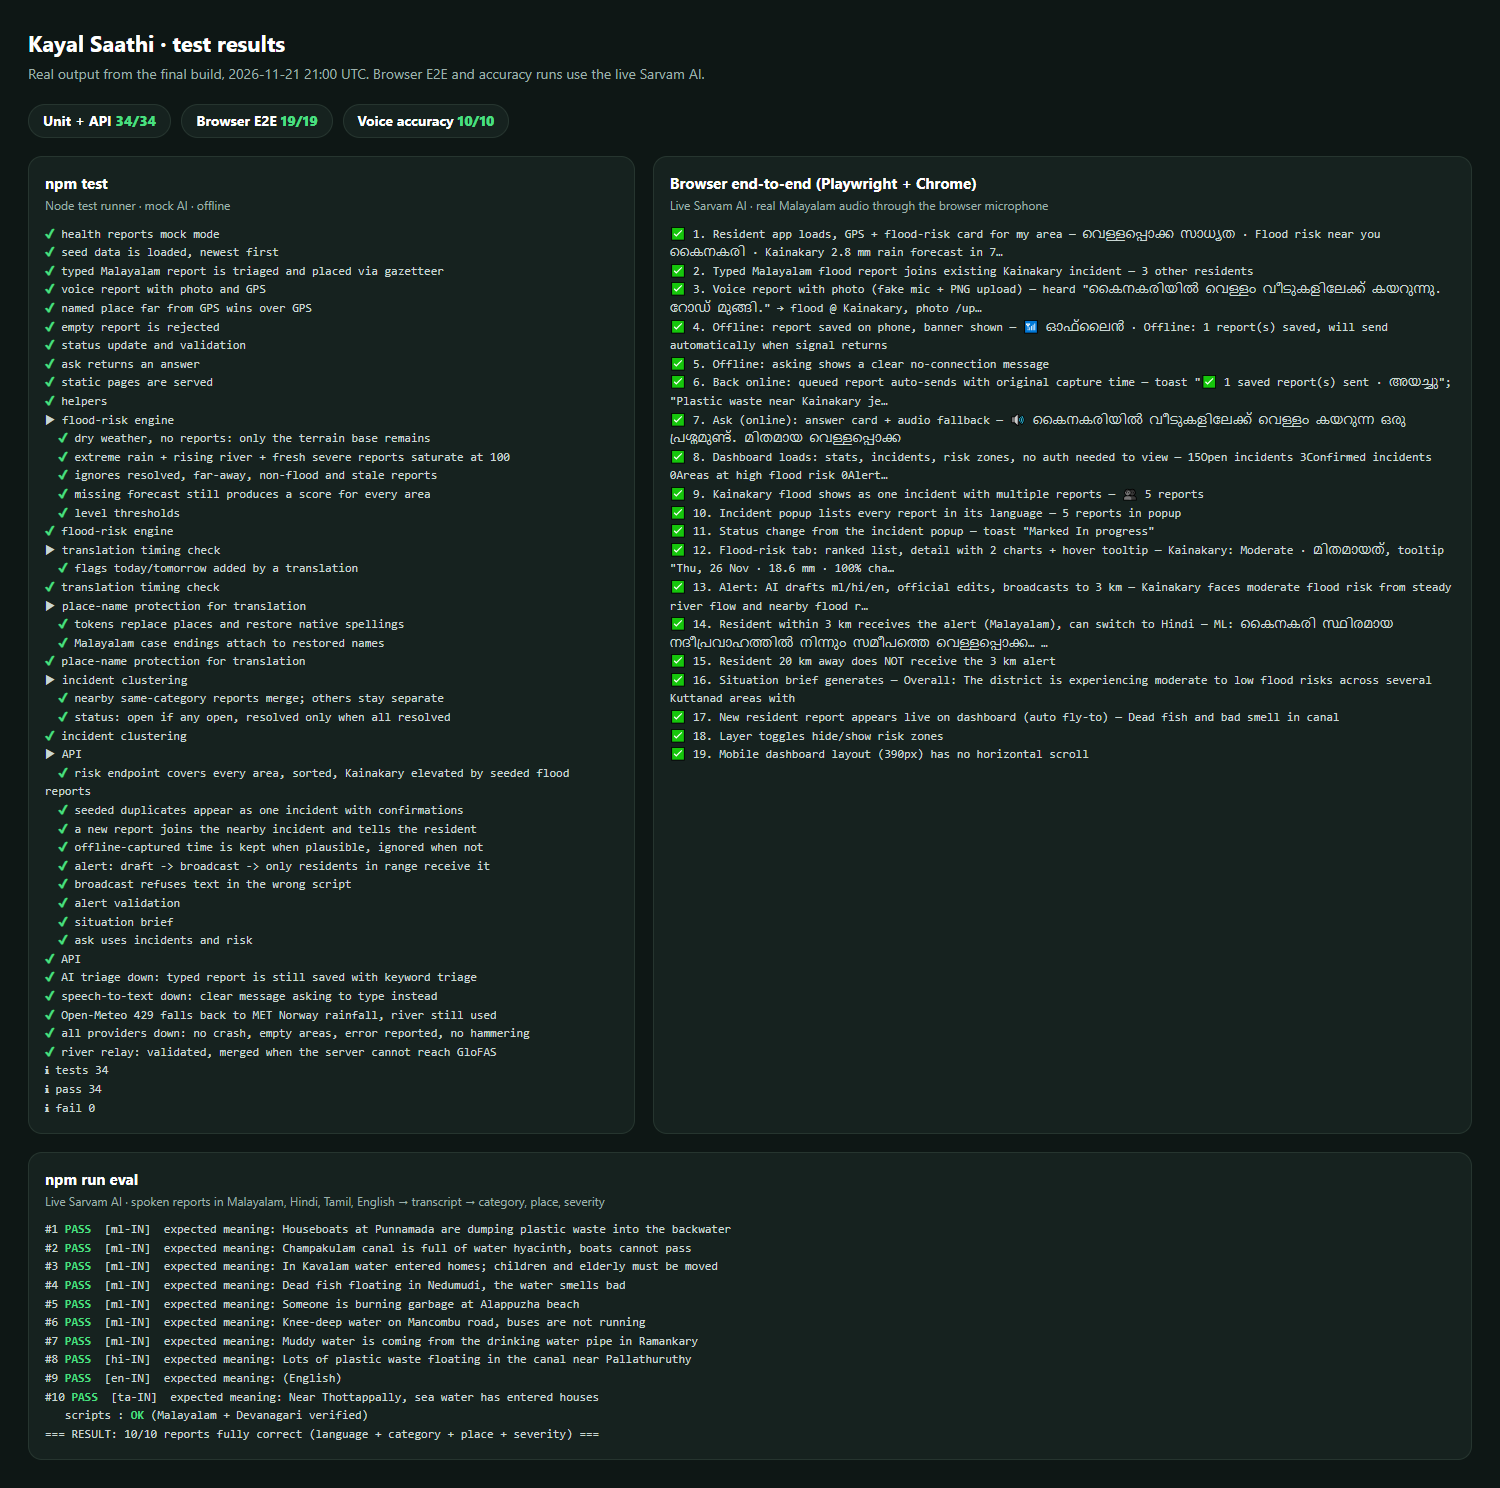 Kayal Saathi · test results
Real output from the final build, 2026-11-21 21:00 UTC. Browser E2E and accuracy runs use the live Sarvam AI.
Unit + API 34/34
Browser E2E 19/19
Voice accuracy 10/10
npm test
Node test runner · mock AI · offline
✔ health reports mock mode
✔ seed data is loaded, newest first
✔ typed Malayalam report is triaged and placed via gazetteer
✔ voice report with photo and GPS
✔ named place far from GPS wins over GPS
✔ empty report is rejected
✔ status update and validation
✔ ask returns an answer
✔ static pages are served
✔ helpers
▶ flood-risk engine
✔ dry weather, no reports: only the terrain base remains
✔ extreme rain + rising river + fresh severe reports saturate at 100
✔ ignores resolved, far-away, non-flood and stale reports
✔ missing forecast still produces a score for every area
✔ level thresholds
✔ flood-risk engine
▶ translation timing check
✔ flags today/tomorrow added by a translation
✔ translation timing check
▶ place-name protection for translation
✔ tokens replace places and restore native spellings
✔ Malayalam case endings attach to restored names
✔ place-name protection for translation
▶ incident clustering
✔ nearby same-category reports merge; others stay separate
✔ status: open if any open, resolved only when all resolved
✔ incident clustering
▶ API
✔ risk endpoint covers every area, sorted, Kainakary elevated by seeded flood
reports
✔ seeded duplicates appear as one incident with confirmations
✔ a new report joins the nearby incident and tells the resident
✔ offline-captured time is kept when plausible, ignored when not
✔ alert: draft -> broadcast -> only residents in range receive it
✔ broadcast refuses text in the wrong script
✔ alert validation
✔ situation brief
✔ ask uses incidents and risk
✔ API
✔ AI triage down: typed report is still saved with keyword triage
✔ speech-to-text down: clear message asking to type instead
✔ Open-Meteo 429 falls back to MET Norway rainfall, river still used
✔ all providers down: no crash, empty areas, error reported, no hammering
✔ river relay: validated, merged when the server cannot reach GloFAS
ℹ tests 34
ℹ pass 34
ℹ fail 0
Browser end-to-end (Playwright + Chrome)
Live Sarvam AI · real Malayalam audio through the browser microphone
✅ 1. Resident app loads, GPS + flood-risk card for my area — വെള്ളപ്പൊക്ക സാധ്യത · Flood risk near you
കൈനകരി · Kainakary 2.8 mm rain forecast in 7…
✅ 2. Typed Malayalam flood report joins existing Kainakary incident — 3 other residents
✅ 3. Voice report with photo (fake mic + PNG upload) — heard "കൈനകരിയിൽ വെള്ളം വീടുകളിലേക്ക് കയറുന്നു.
റോഡ് മുങ്ങി." → flood @ Kainakary, photo /up…
✅ 4. Offline: report saved on phone, banner shown — 📶 ഓഫ്‌ലൈൻ · Offline: 1 report(s) saved, will send
automatically when signal returns
✅ 5. Offline: asking shows a clear no-connection message
✅ 6. Back online: queued report auto-sends with original capture time — toast "✅ 1 saved report(s) sent · അയച്ചു";
"Plastic waste near Kainakary je…
✅ 7. Ask (online): answer card + audio fallback — 🔊 കൈനകരിയിൽ വീടുകളിലേക്ക് വെള്ളം കയറുന്ന ഒരു
പ്രശ്നമുണ്ട്. മിതമായ വെള്ളപ്പൊക്ക
✅ 8. Dashboard loads: stats, incidents, risk zones, no auth needed to view — 15Open incidents 3Confirmed incidents
0Areas at high flood risk 0Alert…
✅ 9. Kainakary flood shows as one incident with multiple reports — 👥 5 reports
✅ 10. Incident popup lists every report in its language — 5 reports in popup
✅ 11. Status change from the incident popup — toast "Marked In progress"
✅ 12. Flood-risk tab: ranked list, detail with 2 charts + hover tooltip — Kainakary: Moderate · മിതമായത്, tooltip
"Thu, 26 Nov · 18.6 mm · 100% cha…
✅ 13. Alert: AI drafts ml/hi/en, official edits, broadcasts to 3 km — Kainakary faces moderate flood risk from steady
river flow and nearby flood r…
✅ 14. Resident within 3 km receives the alert (Malayalam), can switch to Hindi — ML: കൈനകരി സ്ഥിരമായ
നദീപ്രവാഹത്തിൽ നിന്നും സമീപത്തെ വെള്ളപ്പൊക്ക… …
✅ 15. Resident 20 km away does NOT receive the 3 km alert
✅ 16. Situation brief generates — Overall: The district is experiencing moderate to low flood risks across several
Kuttanad areas with
✅ 17. New resident report appears live on dashboard (auto fly-to) — Dead fish and bad smell in canal
✅ 18. Layer toggles hide/show risk zones
✅ 19. Mobile dashboard layout (390px) has no horizontal scroll
npm run eval
Live Sarvam AI · spoken reports in Malayalam, Hindi, Tamil, English → transcript → category, place, severity
#1 PASS [ml-IN] expected meaning: Houseboats at Punnamada are dumping plastic waste into the backwater
#2 PASS [ml-IN] expected meaning: Champakulam canal is full of water hyacinth, boats cannot pass
#3 PASS [ml-IN] expected meaning: In Kavalam water entered homes; children and elderly must be moved
#4 PASS [ml-IN] expected meaning: Dead fish floating in Nedumudi, the water smells bad
#5 PASS [ml-IN] expected meaning: Someone is burning garbage at Alappuzha beach
#6 PASS [ml-IN] expected meaning: Knee-deep water on Mancombu road, buses are not running
#7 PASS [ml-IN] expected meaning: Muddy water is coming from the drinking water pipe in Ramankary
#8 PASS [hi-IN] expected meaning: Lots of plastic waste floating in the canal near Pallathuruthy
#9 PASS [en-IN] expected meaning: (English)
#10 PASS [ta-IN] expected meaning: Near Thottappally, sea water has entered houses
scripts : OK (Malayalam + Devanagari verified)
=== RESULT: 10/10 reports fully correct (language + category + place + severity) ===